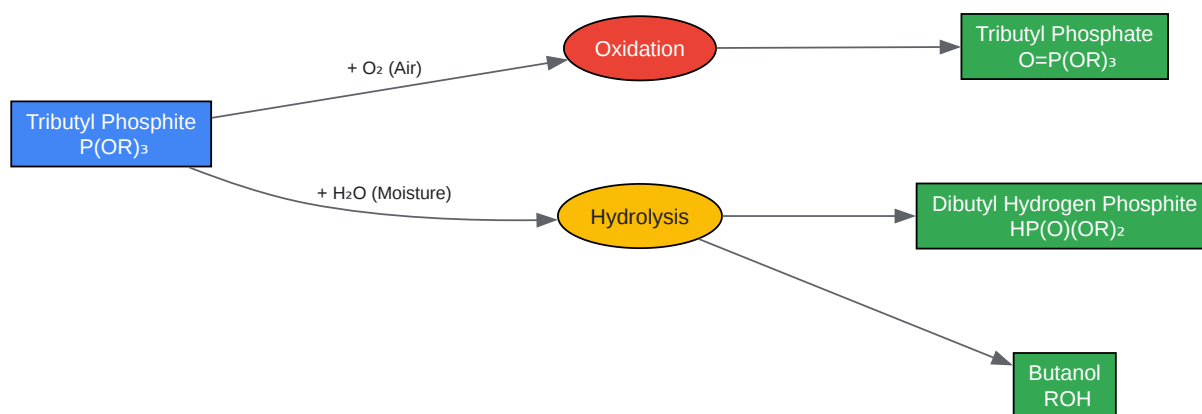 Tributyl Phosphite
P(OR)₃
+ O₂ (Air)
Oxidation
Tributyl Phosphate
O=P(OR)₃
+ H₂O (Moisture)
Hydrolysis
Dibutyl Hydrogen Phosphite
HP(O)(OR)₂
Butanol
ROH